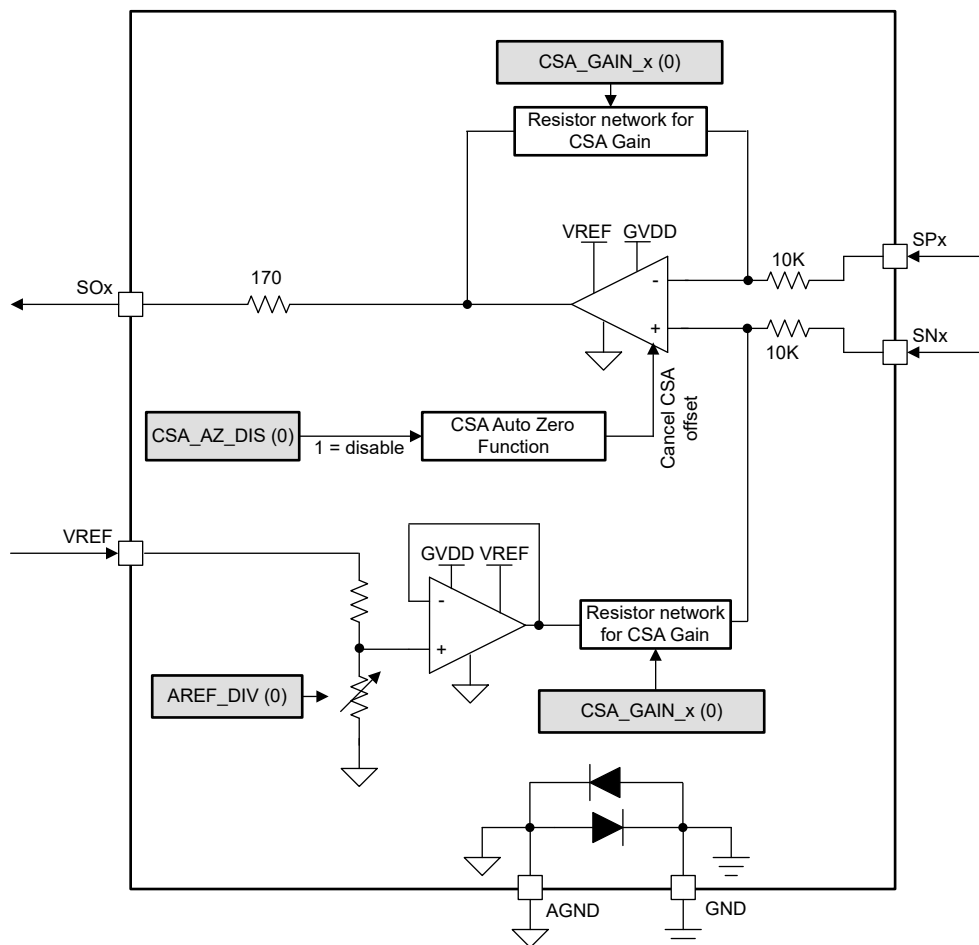 CSA_GAIN_x (0)
Resistor network for
CSA Gain
VREF
GVDD
SPx
10K
170
SOx
-
+
SNx
10K
Cancel CSA
offset
CSA_AZ_DIS (0)
1 = disable
CSA Auto Zero
Function
VREF
GVDD
VREF
-
+
Resistor network
for CSA Gain
AREF_DIV (0)
CSA_GAIN_x (0)
AGND
GND